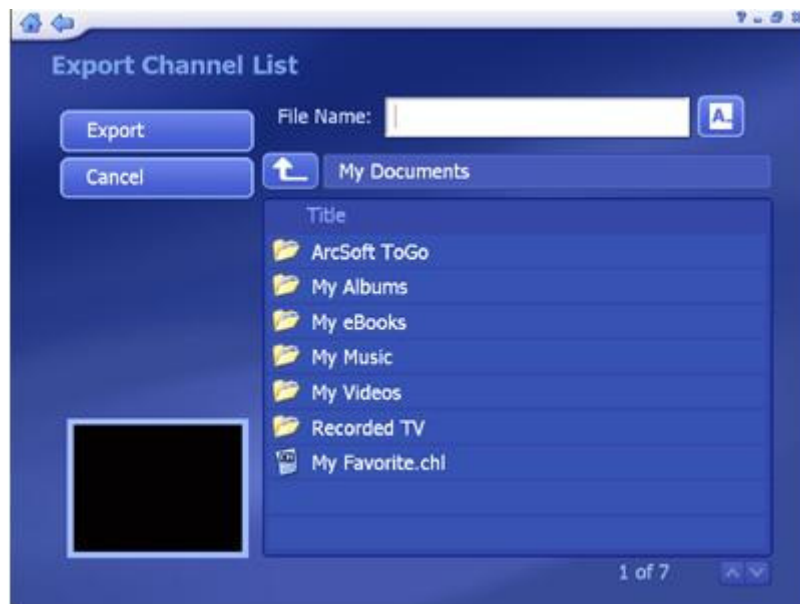 Export Channel List
File Name:
A
Export
Cancel
My Documents
Title
ArcSoft ToGo
My Albums
My eBooks
My Music
My Videos
Recorded TV
My Favorite.chl
1 of 7